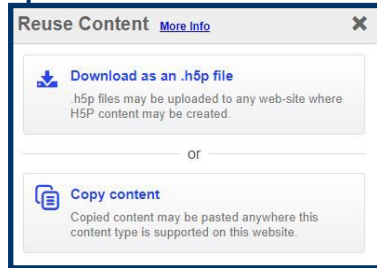 Reuse Content More Info
Download as an .h5p file
.h5p files may be uploaded to any web-site where
H5P content may be created.
or
Copy content
Copied content may be pasted anywhere this
content type is supported on this website.